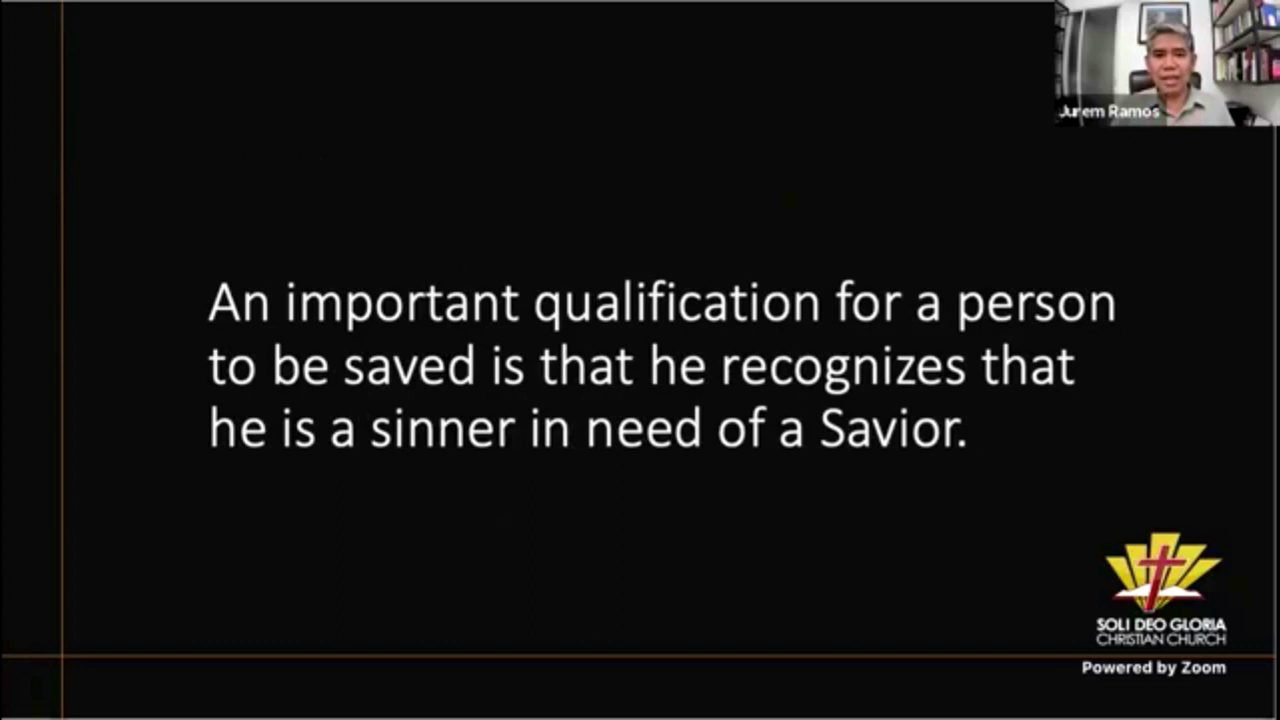 Jurem Ramos
An important qualification for a person
to be saved is that he recognizes that
he is a sinner in need of a Savior.
SOLI DEO GLORIA
CHRISTIAN CHURCH
Powered by Zoom